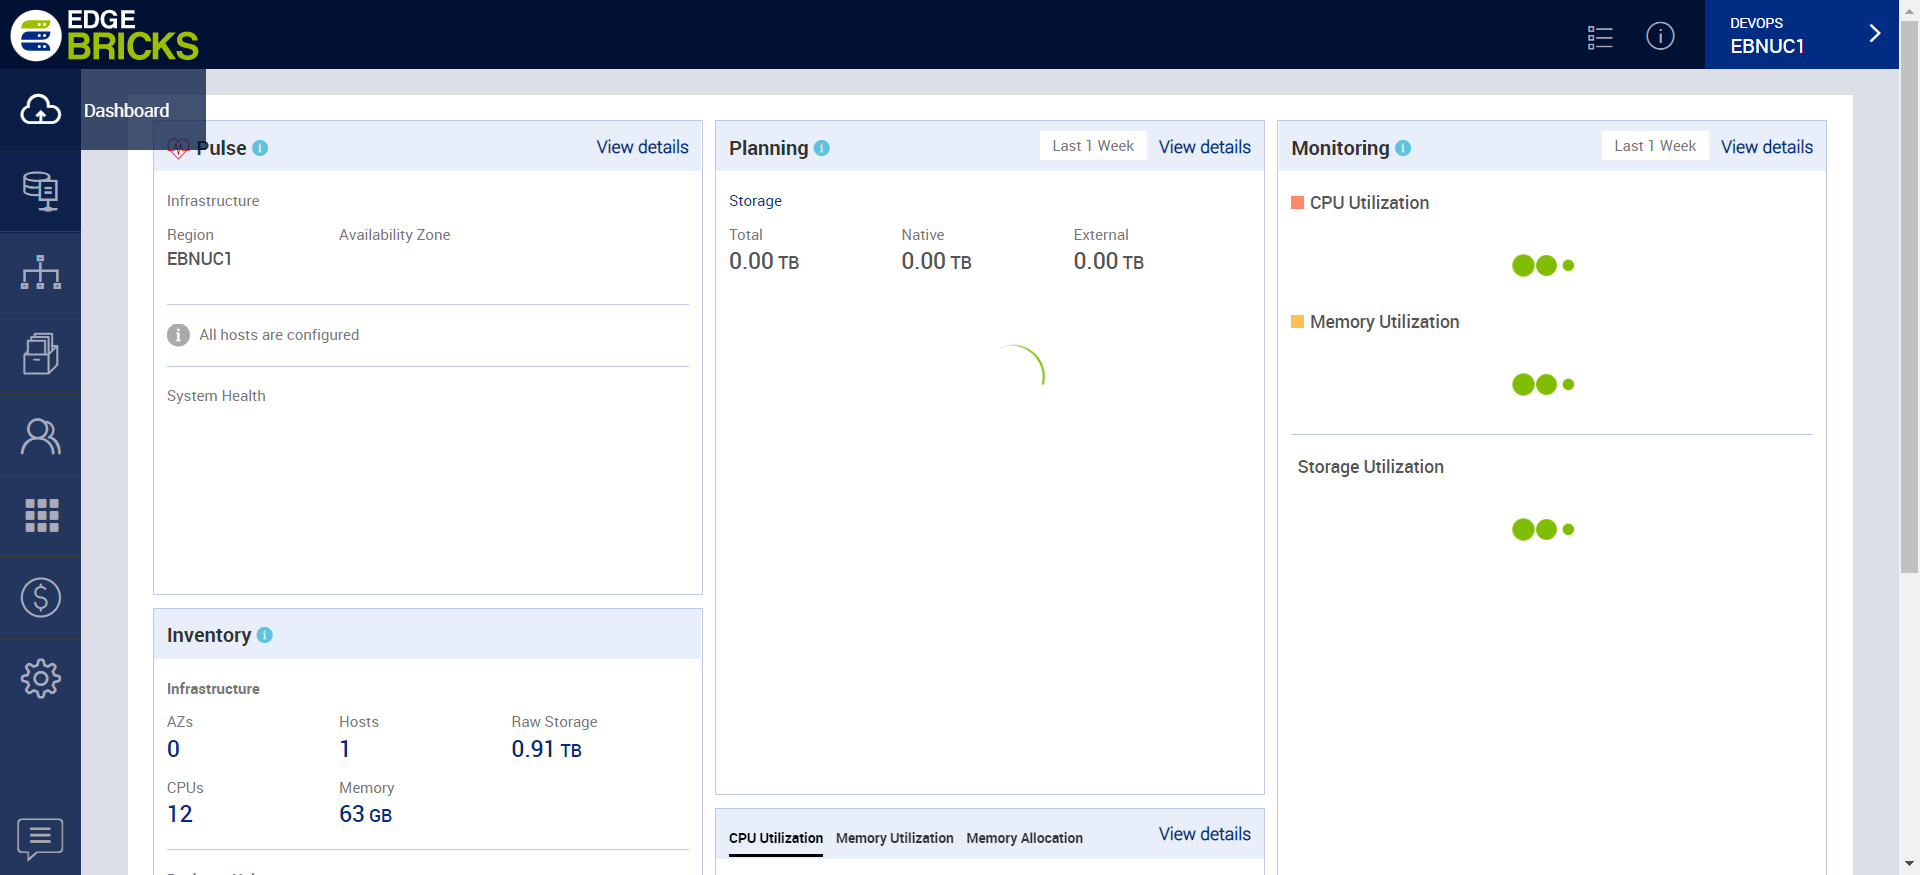 EDGE
BRICKS
DEVOPS
EBNUC1
Dashboard
Pulse
View details
Infrastructure
Region
Availability Zone
EBNUC1
All hosts are configured
System Health
Inventory
Infrastructure
AZs
Hosts
Raw Storage
0
1
0.91 TB
CPUs
Memory
12
63 GB
Planning
Last 1 Week
View details
Storage
Total
Native
External
0.00 TB
0.00 TB
0.00 TB
CPU Utilization
Memory Utilization
Memory Allocation
View details
Monitoring
Last 1 Week
View details
CPU Utilization
Memory Utilization
Storage Utilization